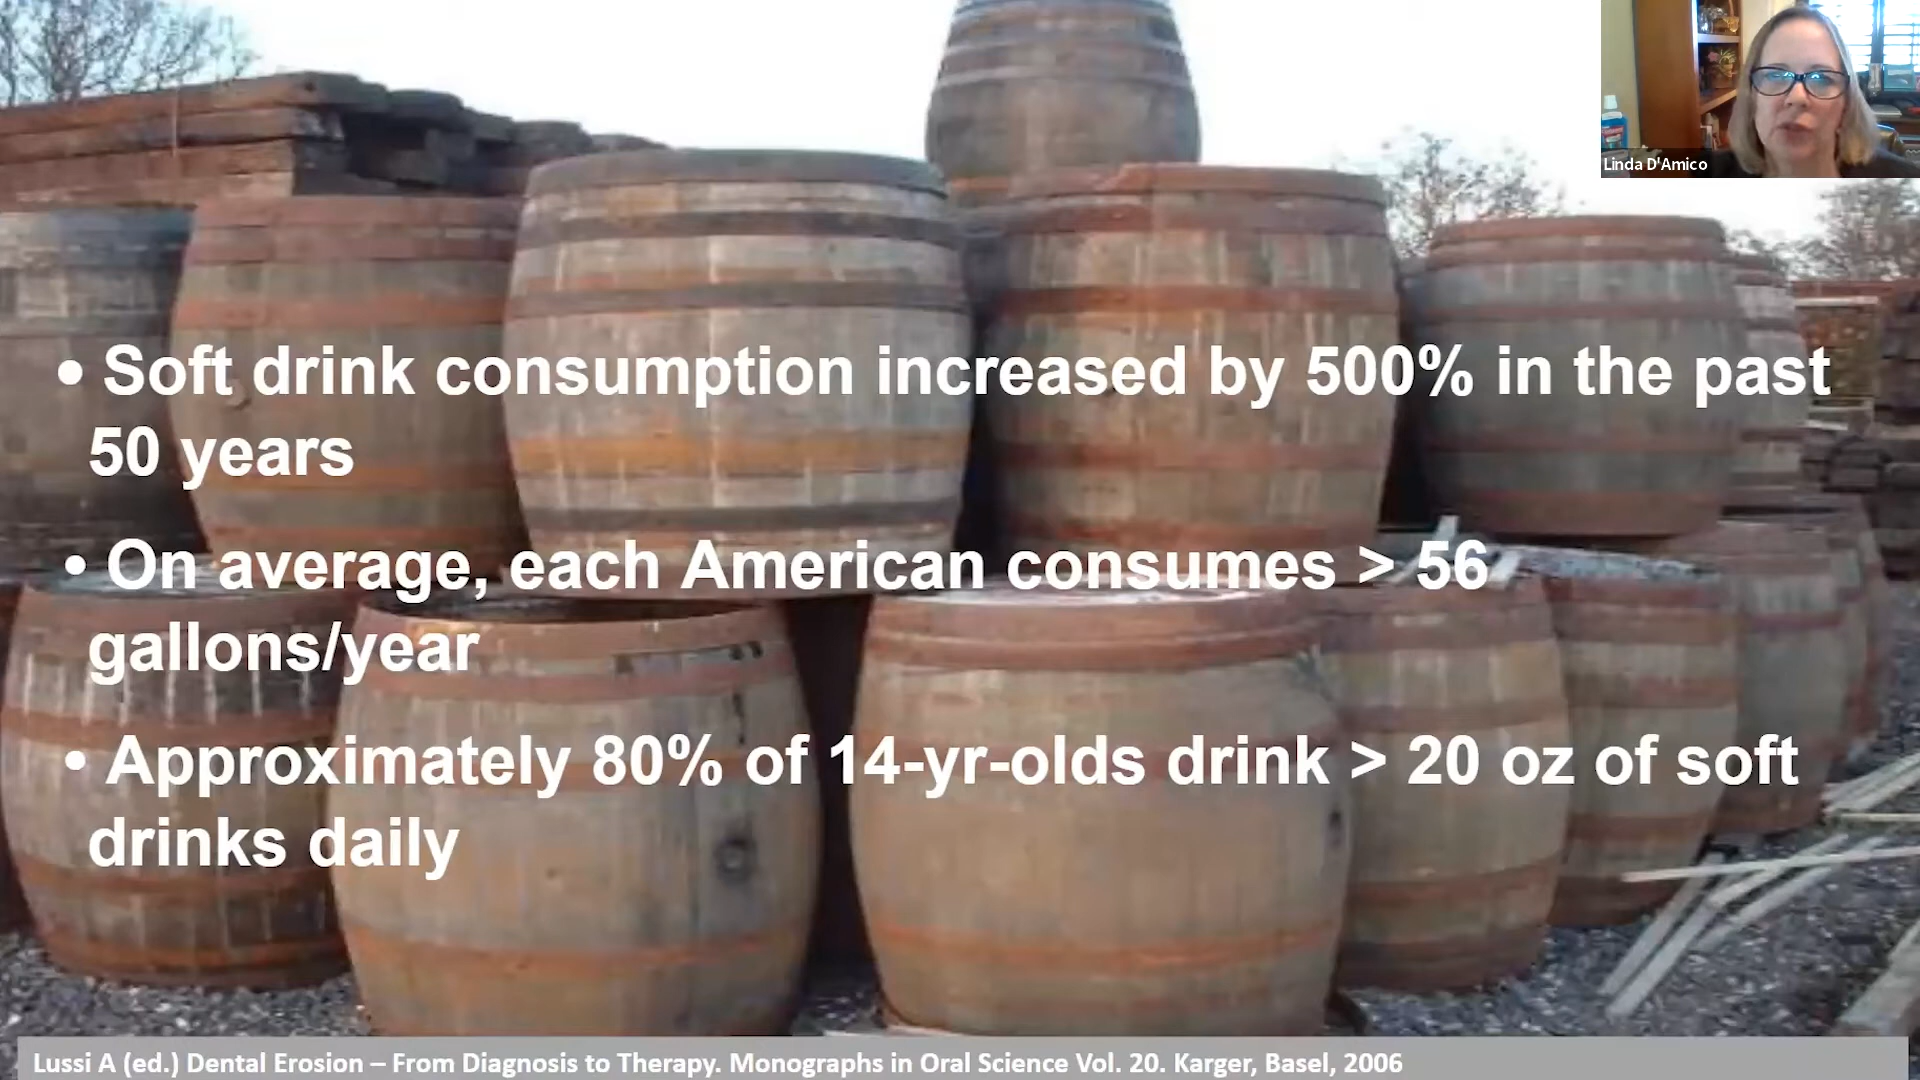 Linda D'Amico
• Soft drink consumption increased by 500% in the past
50 years
• On average, each American consumes > 56
gallons/year
• Approximately 80% of 14-yr-olds drink > 20 oz of soft
drinks daily
Lussi A (ed.) Dental Erosion – From Diagnosis to Therapy. Monographs in Oral Science Vol. 20. Karger, Basel, 2006